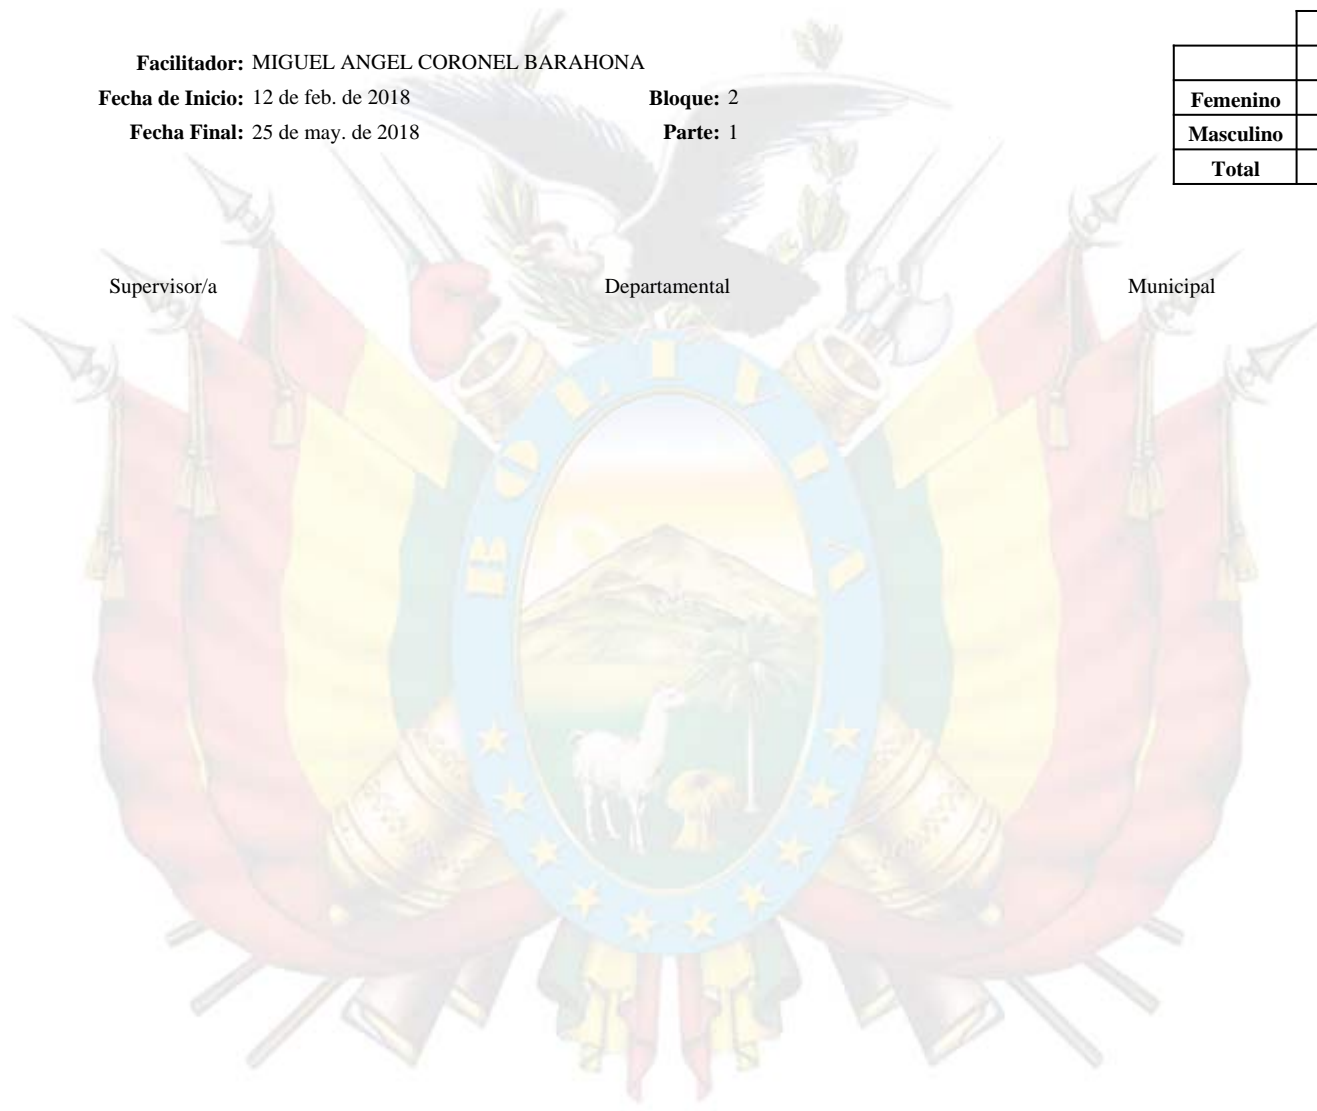 Facilitador: MIGUEL ANGEL CORONEL BARAHONA
Fecha de Inicio: 12 de feb. de 2018 Bloque: 2
Fecha Final: 25 de may. de 2018 Parte: 1
Femenino
Masculino
Total
Supervisor/a Departamental Municipal
BOLIVIA